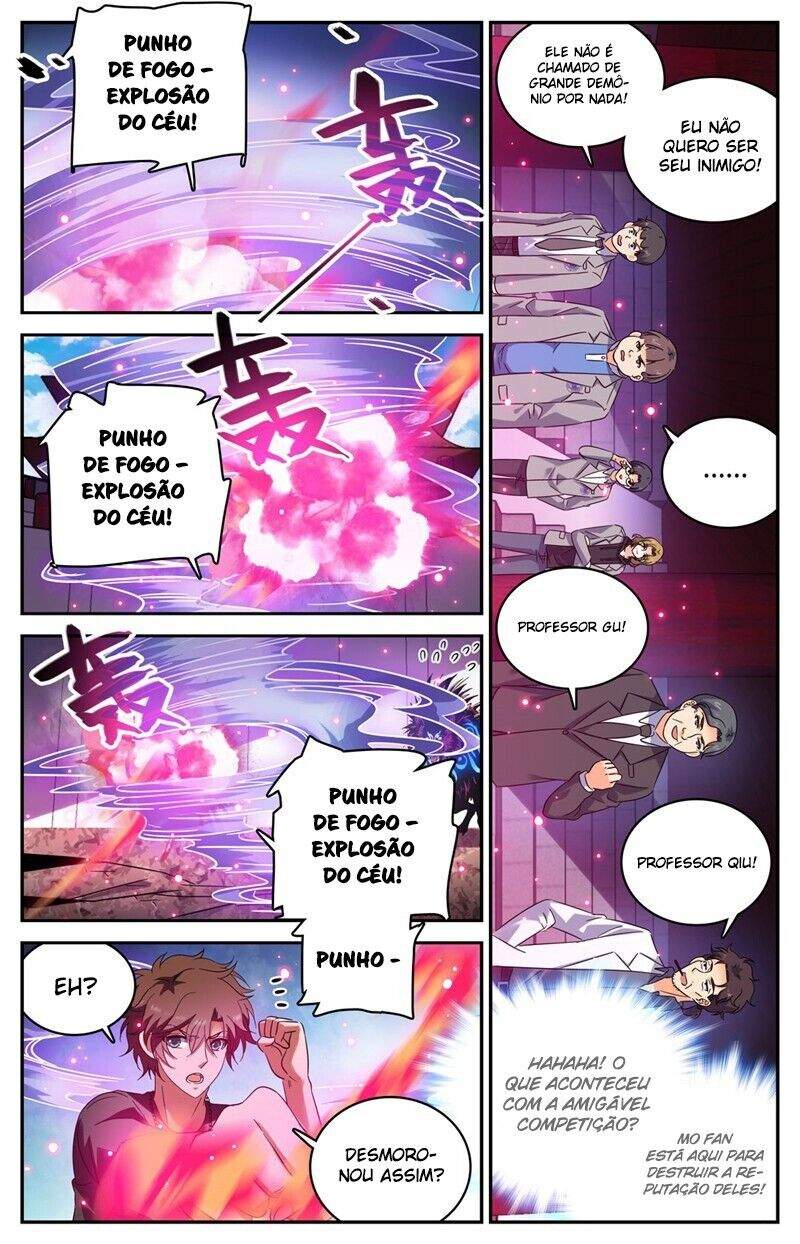 PUNHO
DE FOGO –
EXPLOSÃO
DO CÉU!
轰
PUNHO
DE FOGO –
EXPLOSÃO
DO CÉU!
轰
轰
PUNHO
DE FOGO –
EXPLOSÃO
DO CÉU!
PUNHO –
EH?
DESMORO-
NOU ASSIM?
ELE NÃO É
CHAMADO DE
GRANDE DEMÔ-
NIO POR NADA!
EU NÃO
QUERO SER
SEU INIMIGO!
......
PROFESSOR GU!
PROFESSOR QIU!
HAHAHA! O
QUE ACONTECEU
COM A AMIGÁVEL
COMPETIÇÃO?
MO FAN
ESTÁ AQUI PARA
DESTRUIR A RE-
PUTAÇÃO DELES!